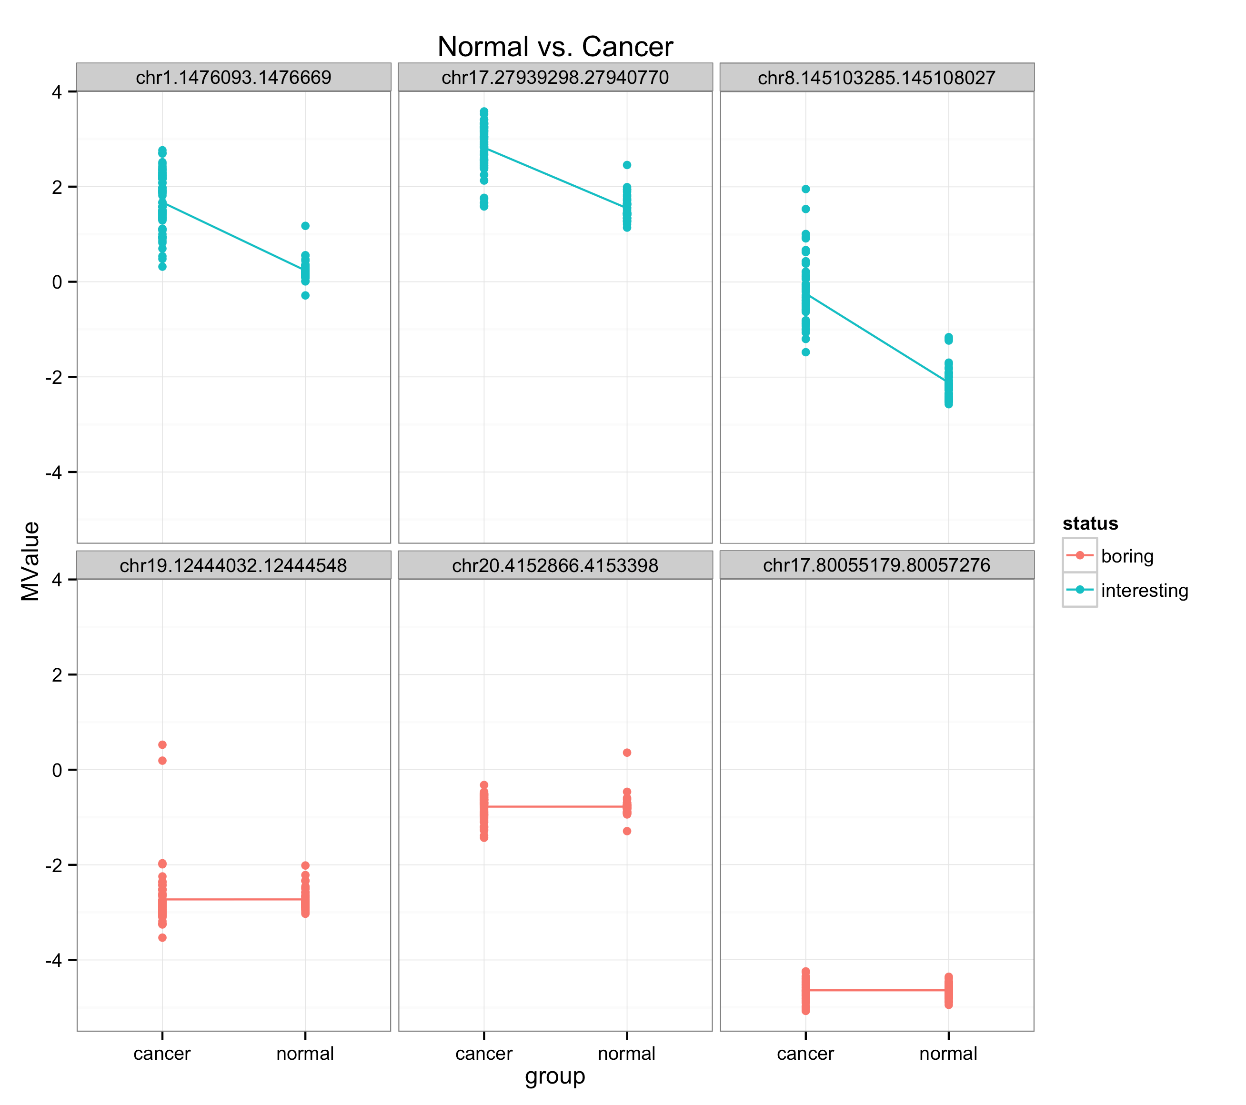 Normal vs. Cancer
chr1.1476093.1476669 chr17.27939298.27940770 chr8.145103285.145108027
4
2
0
-2
-4
MValue
chr19.12444032.12444548 chr20.4152866.4153398 chr17.80055179.80057276
4
2
0
-2
-4
cancer normal cancer normal cancer normal
group
status
boring
interesting